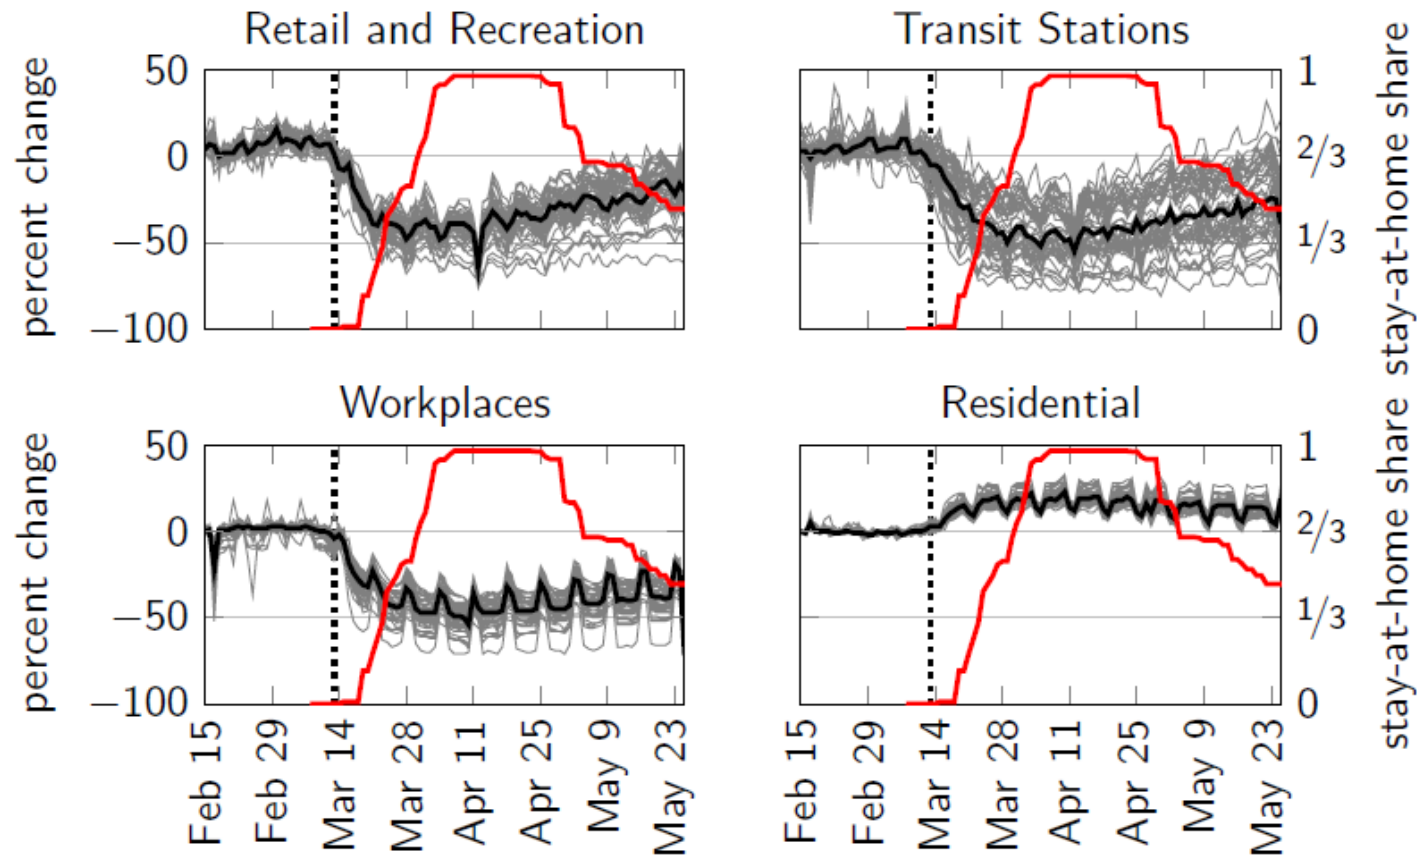 Retail and Recreation
Transit Stations
percent change
50
0
−50
−100
1
2/3
1/3
0
stay-at-home share
Workplaces
Residential
percent change
50
0
−50
−100
1
2/3
1/3
0
stay-at-home share
Feb 15
Feb 29
Mar 14
Mar 28
Apr 11
Apr 25
May 9
May 23
Feb 15
Feb 29
Mar 14
Mar 28
Apr 11
Apr 25
May 9
May 23